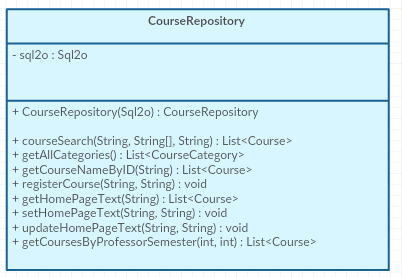 CourseRepository
- sql2o : Sql2o
+ CourseRepository(Sql2o) : CourseRepository
+ courseSearch(String, String[], String) : List<Course>
+ getAllCategories() : List<CourseCategory>
+ getCourseNameByID(String) : List<Course>
+ registerCourse(String, String) : void
+ getHomePageText(String) : List<Course>
+ setHomePageText(String, String) : void
+ updateHomePageText(String, String) : void
+ getCoursesByProfessorSemester(int, int) : List<Course>